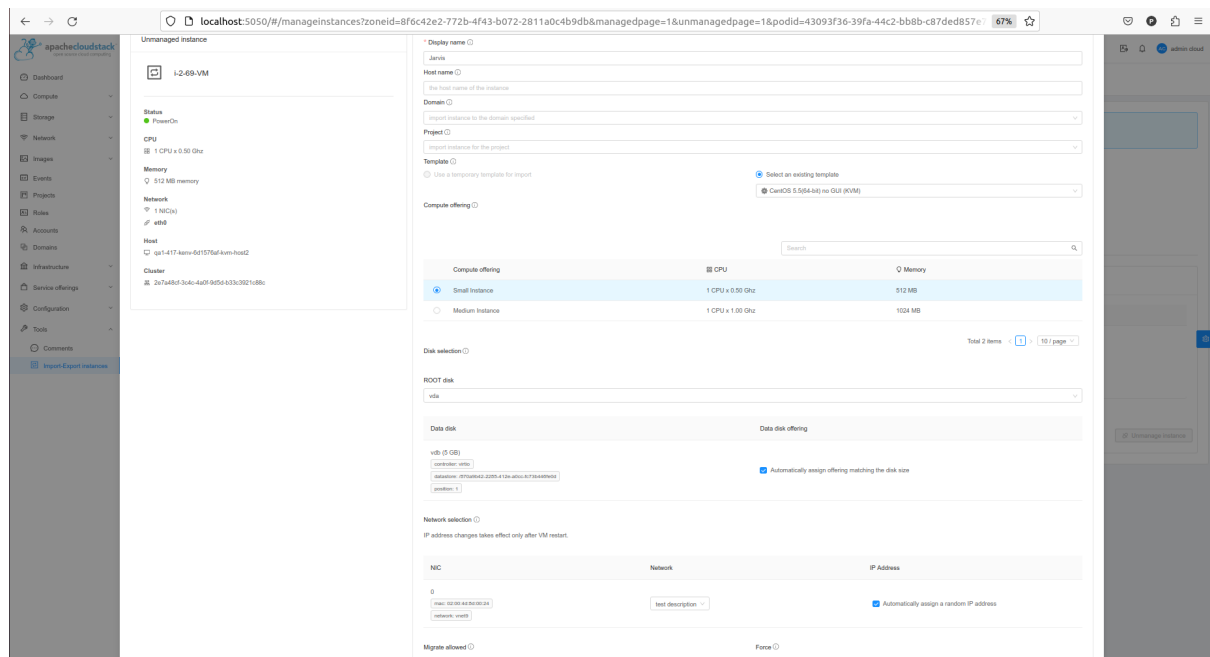 localhost:5050/#/manageinstances?zoneid=8f6c42e2-772b-4f43-b072-2811a0c4b9db&managedpage=1&unmanagedpage=1&podid=43093f36-39fa-44c2-bb8b-c87ded857e
67%
apachecloudstack
open source cloud computing
admin cloud
Dashboard
Compute
Storage
Network
Images
Events
Projects
Roles
Accounts
Domains
Infrastructure
Service offerings
Configuration
Tools
Comments
Import-Export Instances
Unmanaged instance
i-2-69-VM
Status
PowerOn
CPU
1 CPU x 0.50 Ghz
Memory
512 MB memory
Network
1 NIC(s)
eth0
Host
Cluster
* Display name
Jarvis
Host name
the host name of the instance
Domain
Import instance to the domain specified
Project
Import instance for the project
Template
Use a temporary template for import
Select an existing template
CentOS 5.5(64-bit) no GUI (KVM)
Compute offering
Search
Compute offering CPU Memory
Small Instance 1 CPU x 0.50 Ghz 512 MB
Medium Instance 1 CPU x 1.00 Ghz 1024 MB
Total 2 items < 1 > 10 / page
Disk selection
ROOT disk
vda
Data disk Data disk offering
vdb (5 GB)
controller: virtio
Automatically assign offering matching the disk size
position: 1
Network selection
IP address changes takes effect only after VM restart.
NIC Network IP Address
0
network: vnet8
test description
Automatically assign a random IP address
Migrate allowed Force
Unmanage instance